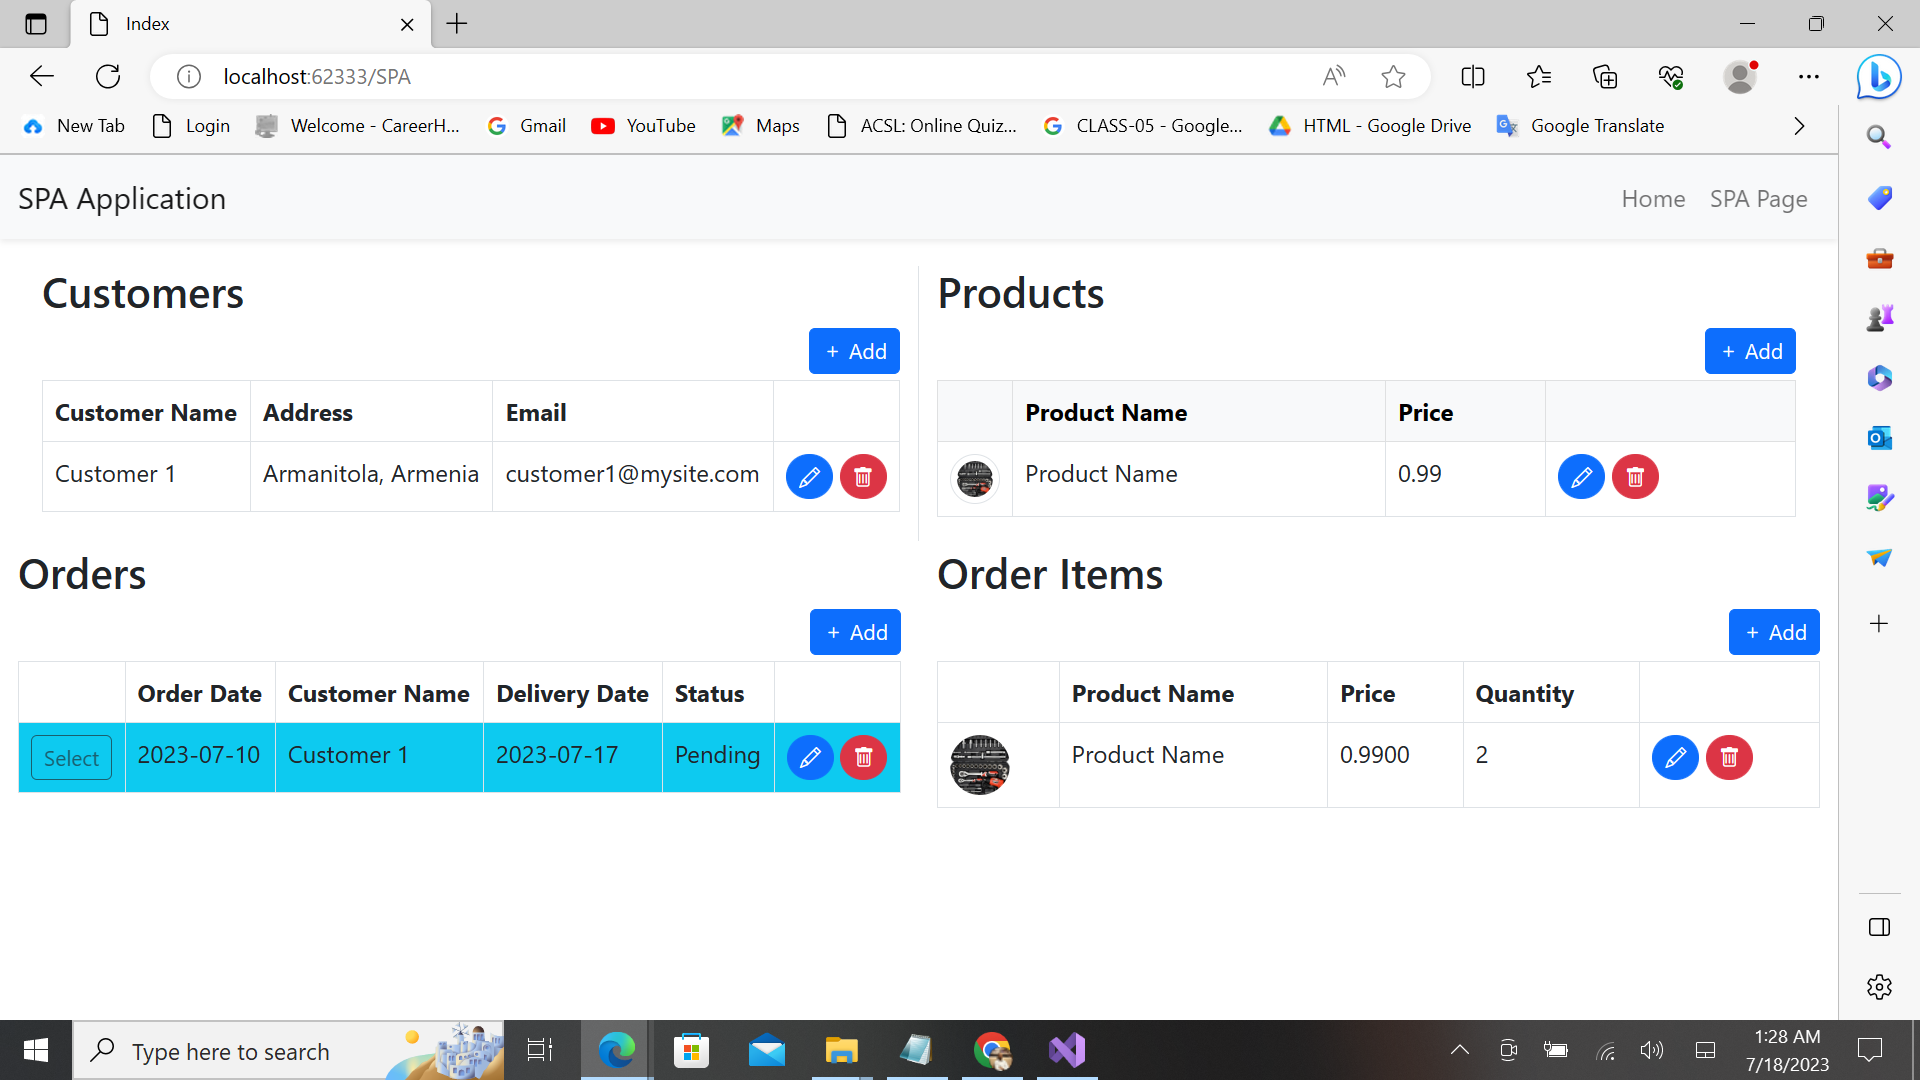 Index
localhost:62333/SPA
New Tab Login Welcome - CareerH... Gmail YouTube Maps ACSL: Online Quiz... CLASS-05 - Google... HTML - Google Drive Google Translate
SPA Application Home SPA Page
Customers
+ Add
Customer Name Address Email
Customer 1 Armanitola, Armenia customer1@mysite.com
Products
+ Add
Product Name Price
Product Name 0.99
Orders
+ Add
Order Date Customer Name Delivery Date Status
Select 2023-07-10 Customer 1 2023-07-17 Pending
Order Items
+ Add
Product Name Price Quantity
Product Name 0.9900 2
Type here to search
1:28 AM
7/18/2023